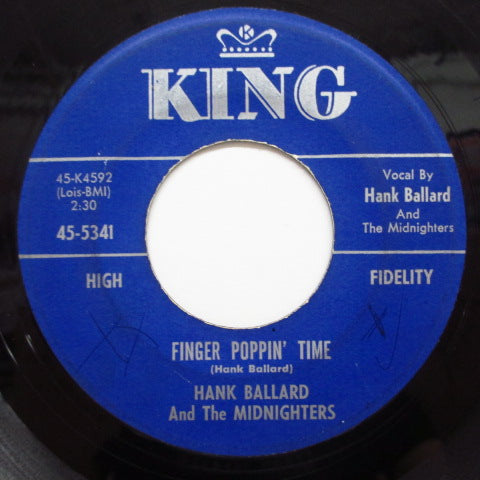 K
KING
45-K4592
(Lois-BMI)
2:30
45-5341
Vocal By
Hank Ballard
And
The Midnighters
HIGH FIDELITY
FINGER POPPIN' TIME
(Hank Ballard)
HANK BALLARD
And The MIDNIGHTERS